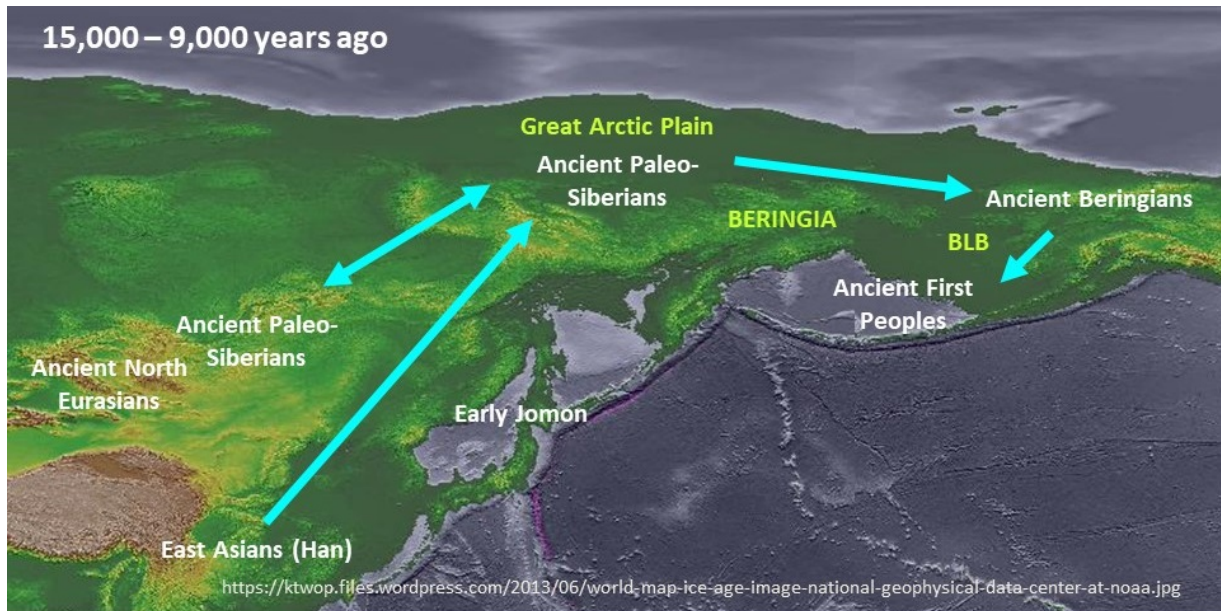 15,000 – 9,000 years ago
Great Arctic Plain
Ancient Paleo-
Siberians
Ancient Beringians
BERINGIA
BLB
Ancient First
Peoples
Ancient Paleo-
Siberians
Ancient North
Eurasians
Early Jomon
East Asians (Han)
https://ktwop.files.wordpress.com/2013/06/world-map-ice-age-image-national-geophysical-data-center-at-noaa.jpg